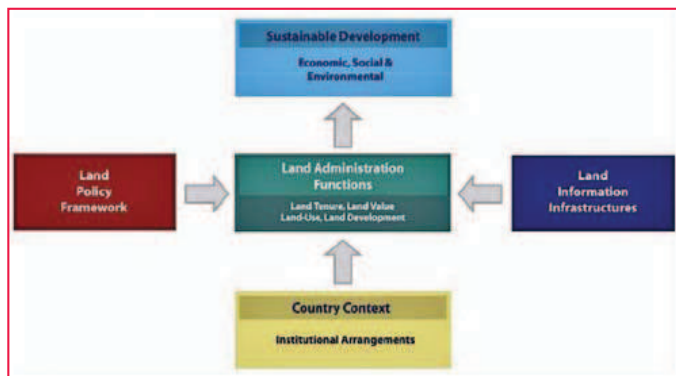 Sustainable Development
Economic, Social &
Environmental
Land
Policy
Framework
Land Administration
Functions
Land Tenure, Land Value
Land-Use, Land Development
Land
Information
Infrastructures
Country Context
Institutional Arrangements